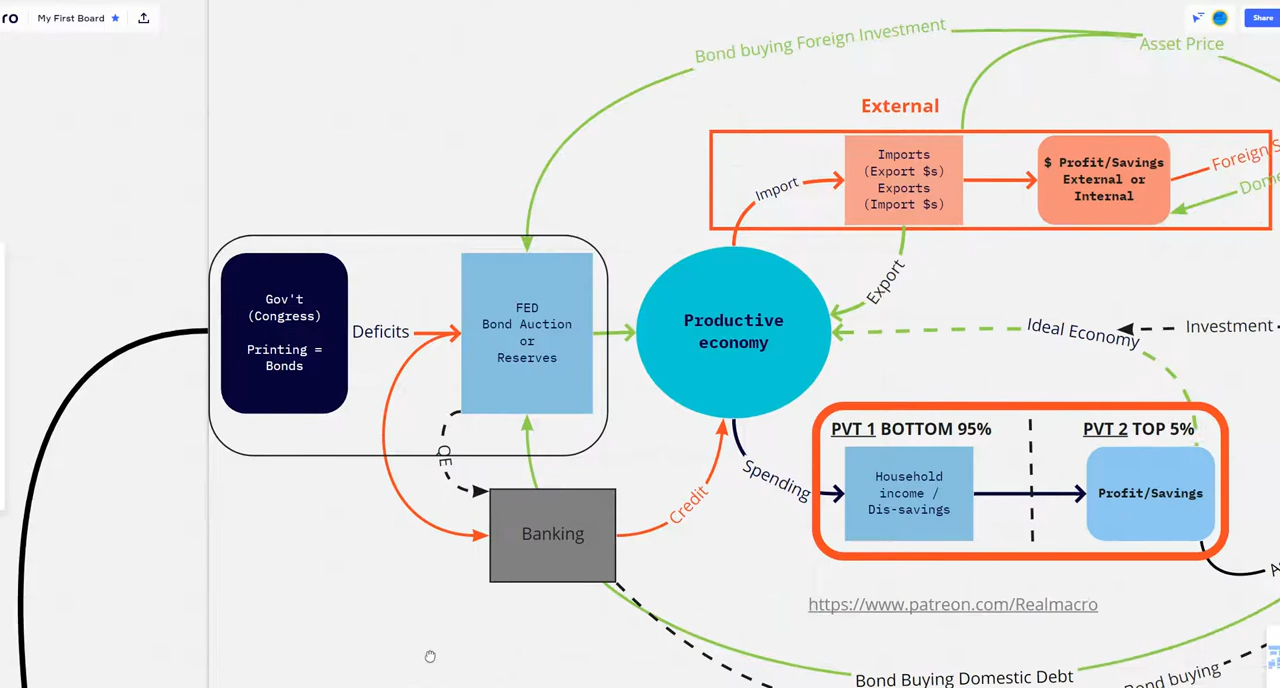 ro My First Board Share
Bond buying Foreign Investment
Asset Price
External
Imports
(Export $s)
Exports
(Import $s)
$ Profit/Savings
External or
Internal
Foreign S
Dome
Import
Export
Gov't
(Congress)
Printing =
Bonds
Deficits
FED
Bond Auction
or
Reserves
Productive
economy
Ideal Economy
Investment
QE
Banking
Credit
Spending
PVT 1 BOTTOM 95%
PVT 2 TOP 5%
Household
income /
Dis-savings
Profit/Savings
https://www.patreon.com/Realmacro
Bond Buying Domestic Debt
Bond buying